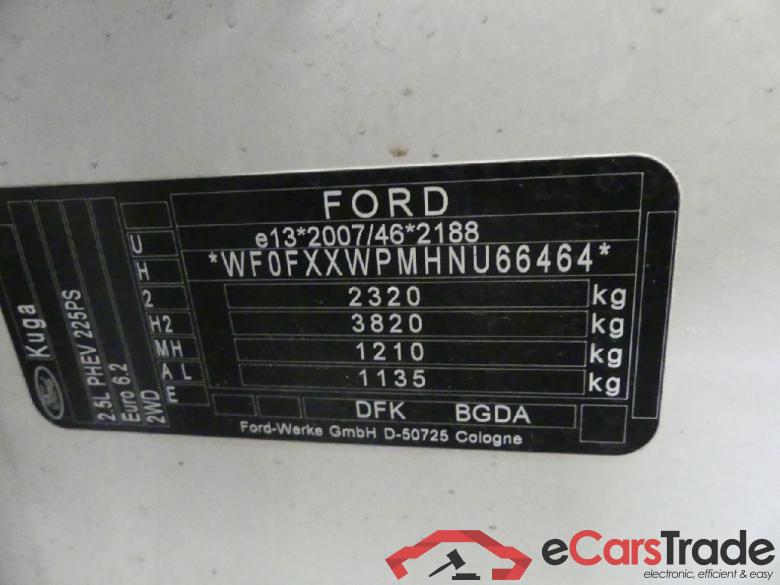 FORD
e13*2007/46*2188
*WF0FXXWPMHNU66464*
2320 kg
3820 kg
1210 kg
1135 kg
DFK BGDA
Ford-Werke GmbH D-50725 Cologne
U
H
2
H2
MH
A L
E
Ford Kuga
2.5L PHEV 225PS
Euro 6.2
2WD
eCarsTrade
electronic, efficient & easy